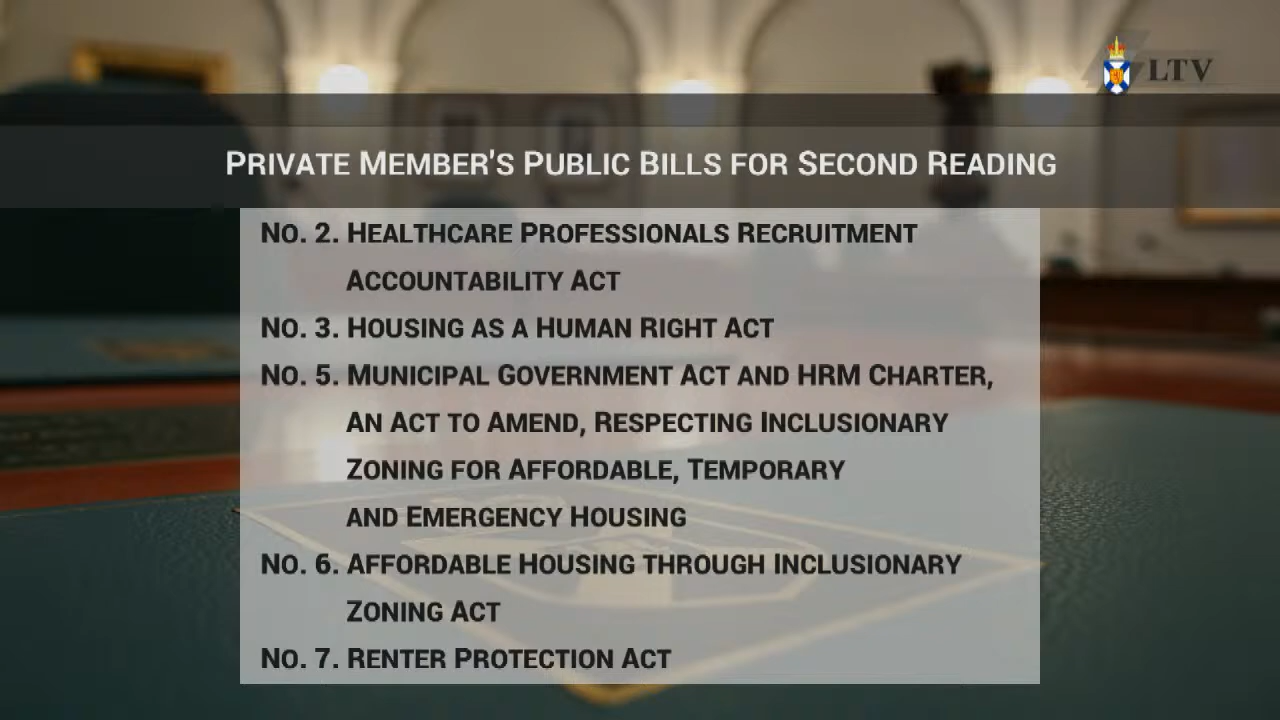 LTV
PRIVATE MEMBER'S PUBLIC BILLS FOR SECOND READING
NO. 2. HEALTHCARE PROFESSIONALS RECRUITMENT
ACCOUNTABILITY ACT
NO. 3. HOUSING AS A HUMAN RIGHT ACT
NO. 5. MUNICIPAL GOVERNMENT ACT AND HRM CHARTER,
AN ACT TO AMEND, RESPECTING INCLUSIONARY
ZONING FOR AFFORDABLE, TEMPORARY
AND EMERGENCY HOUSING
NO. 6. AFFORDABLE HOUSING THROUGH INCLUSIONARY
ZONING ACT
NO. 7. RENTER PROTECTION ACT